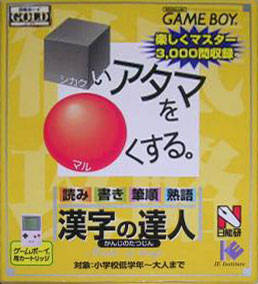 GAME BOY
楽しくマスター
3,000問収録
シカク
いアタマ
を
マル
くする。
読み 書き 筆順 熟語
漢字の達人
かんじのたつじん
ゲームボーイ
用カートリッジ
日能研
IE Institute
対象:小学校低学年〜大人まで